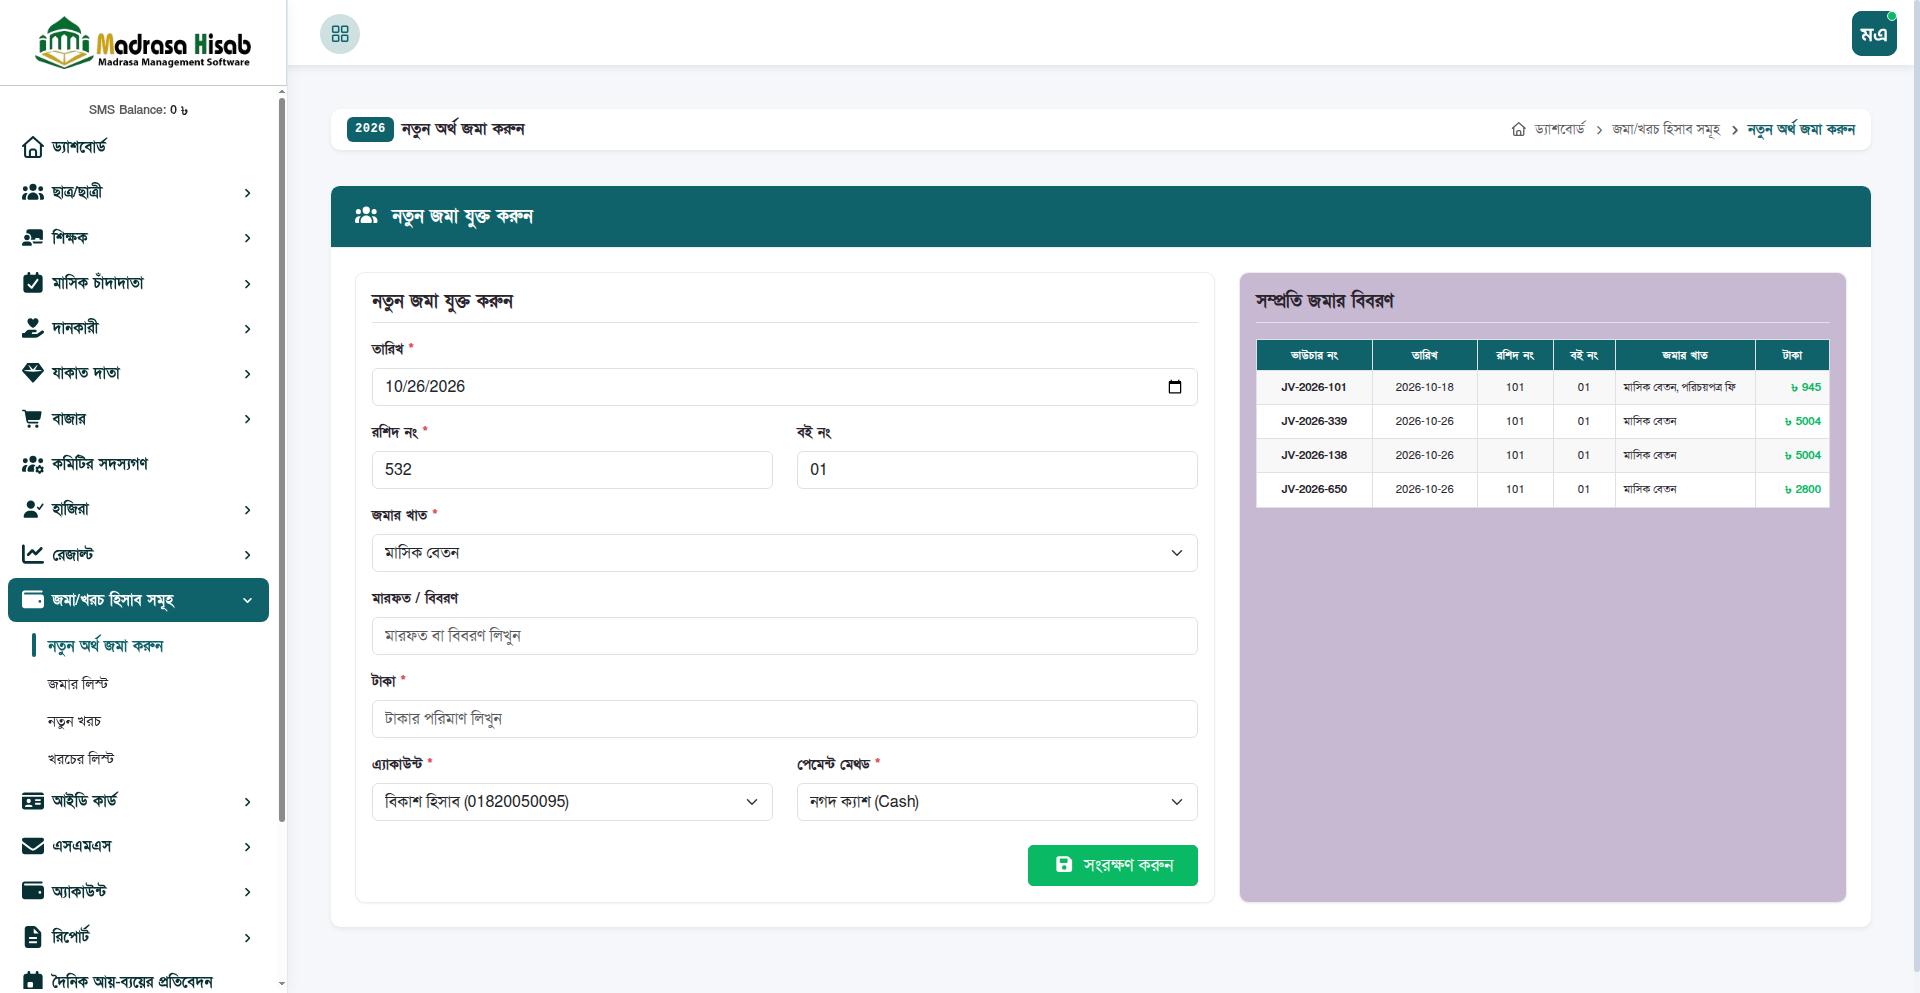 Madrasa Hisab
Madrasa Management Software
SMS Balance: 0 ৳
ড্যাশবোর্ড
ছাত্র/ছাত্রী
শিক্ষক
মাসিক চাঁদাদাতা
দানকারী
যাকাত দাতা
বাজার
কমিটির সদস্যগণ
হাজিরা
রেজাল্ট
জমা/খরচ হিসাব সমূহ
নতুন অর্থ জমা করুন
জমার লিস্ট
নতুন খরচ
খরচের লিস্ট
আইডি কার্ড
এসএমএস
অ্যাকাউন্ট
রিপোর্ট
দৈনিক আয়-ব্যয়ের প্রতিবেদন
মএ
2026 নতুন অর্থ জমা করুন
ড্যাশবোর্ড > জমা/খরচ হিসাব সমূহ > নতুন অর্থ জমা করুন
নতুন জমা যুক্ত করুন
নতুন জমা যুক্ত করুন
তারিখ *
10/26/2026
রশিদ নং * বই নং
532 01
জমার খাত *
মাসিক বেতন
মারফত / বিবরণ
মারফত বা বিবরণ লিখুন
টাকা *
টাকার পরিমাণ লিখুন
এ্যাকাউন্ট * পেমেন্ট মেথড *
বিকাশ হিসাব (01820050095) নগদ ক্যাশ (Cash)
সংরক্ষণ করুন
সম্প্রতি জমার বিবরণ
ভাউচার নং তারিখ রশিদ নং বই নং জমার খাত টাকা
JV-2026-101 2026-10-18 101 01 মাসিক বেতন, পরিচয়পত্র ফি ৳ 945
JV-2026-339 2026-10-26 101 01 মাসিক বেতন ৳ 5004
JV-2026-138 2026-10-26 101 01 মাসিক বেতন ৳ 5004
JV-2026-650 2026-10-26 101 01 মাসিক বেতন ৳ 2800